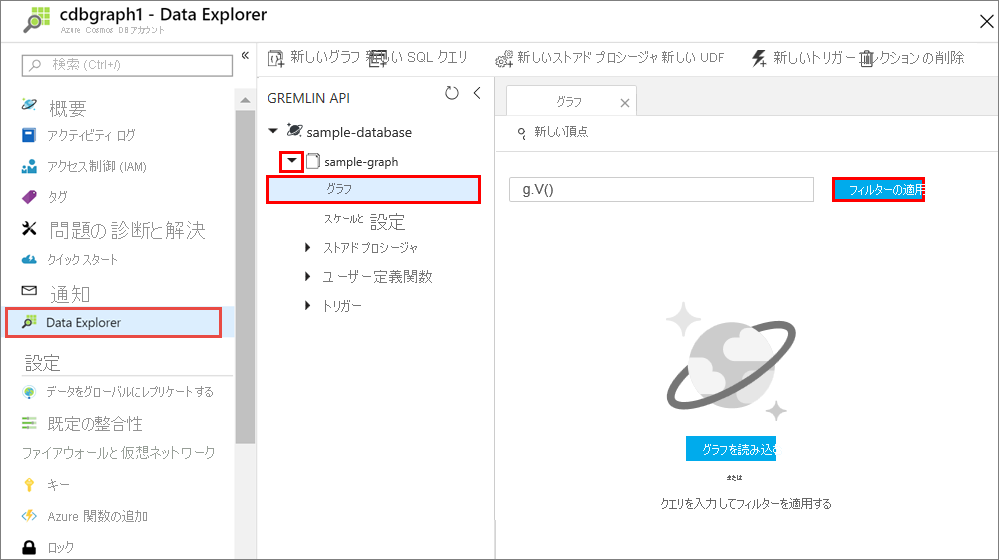 cdbgraph1 - Data Explorer
Azure Cosmos DB アカウント
検索 (Ctrl+/)
概要
アクティビティ ログ
アクセス制御 (IAM)
タグ
問題の診断と解決
クイック スタート
通知
Data Explorer
設定
データをグローバルにレプリケートする
既定の整合性
ファイアウォールと仮想ネットワーク
キー
Azure 関数の追加
ロック
新しいグラフ 新しい SQL クエリ 新しいストアド プロシージャ 新しい UDF 新しいトリガー コレクションの削除
GREMLIN API
sample-database
sample-graph
グラフ
スケールと 設定
ストアド プロシージャ
ユーザー定義関数
トリガー
グラフ
新しい頂点
g.V()
フィルターの適用
グラフを読み込む
または
クエリを入力してフィルターを適用する